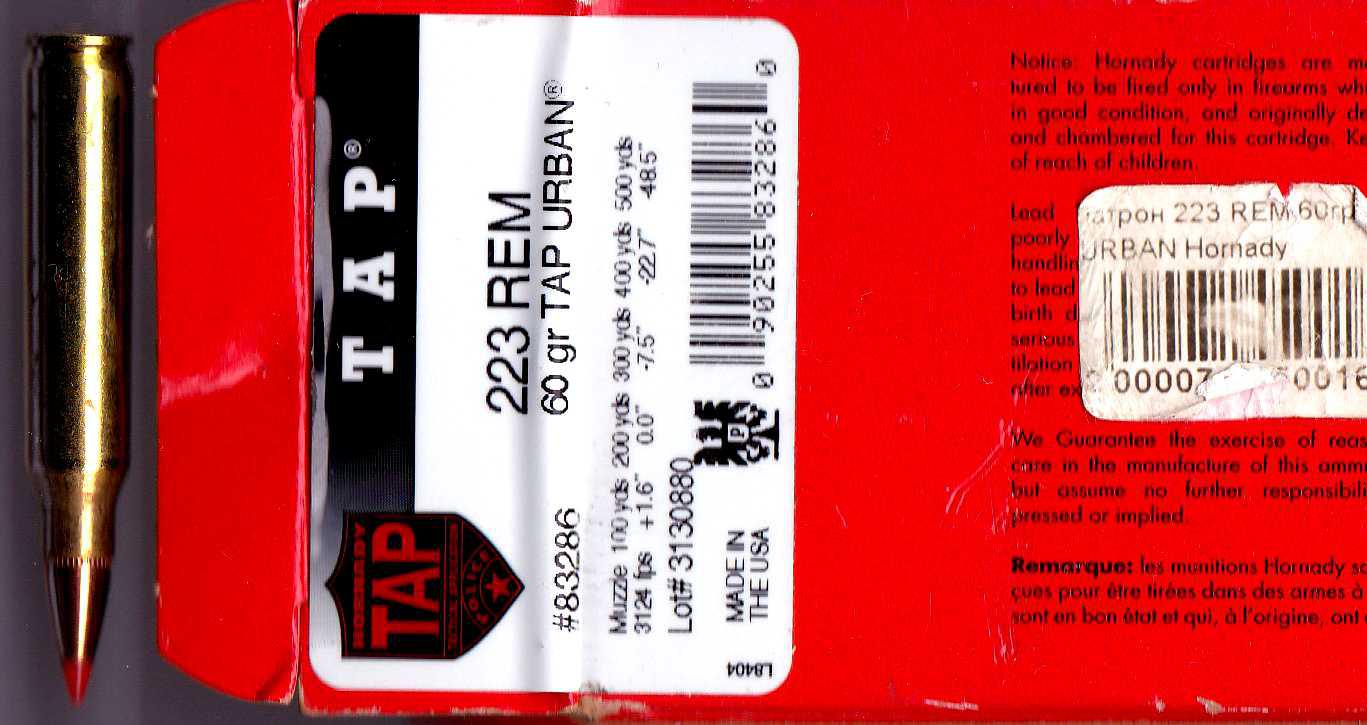 TAP®
HORNADY
TAP
POLICE
223 REM
60 gr TAP URBAN®
#83286
Muzzle 100 yds 200 yds 300 yds 400 yds 500 yds
3124 fps +1.6" 0.0" -7.5" -22.7" -48.5"
Lot# 3130880
MADE IN
THE USA
0 90255 83286 0
L8404
Notice: Hornady cartridges are
tured to be fired only in firearms
in good condition, and originally
and chambered for this cartridge.
of reach of children.
Lead
poorly
to lead
birth
serious
We Guarantee the exercise of
care in the manufacture of this
but assume no further
pressed or implied.
Remarque: les munitions Hornady
çues pour être tirées dans des armes à
sont en bon état et qui, à l'origine, ont
223 REM 60гр
URBAN Hornady